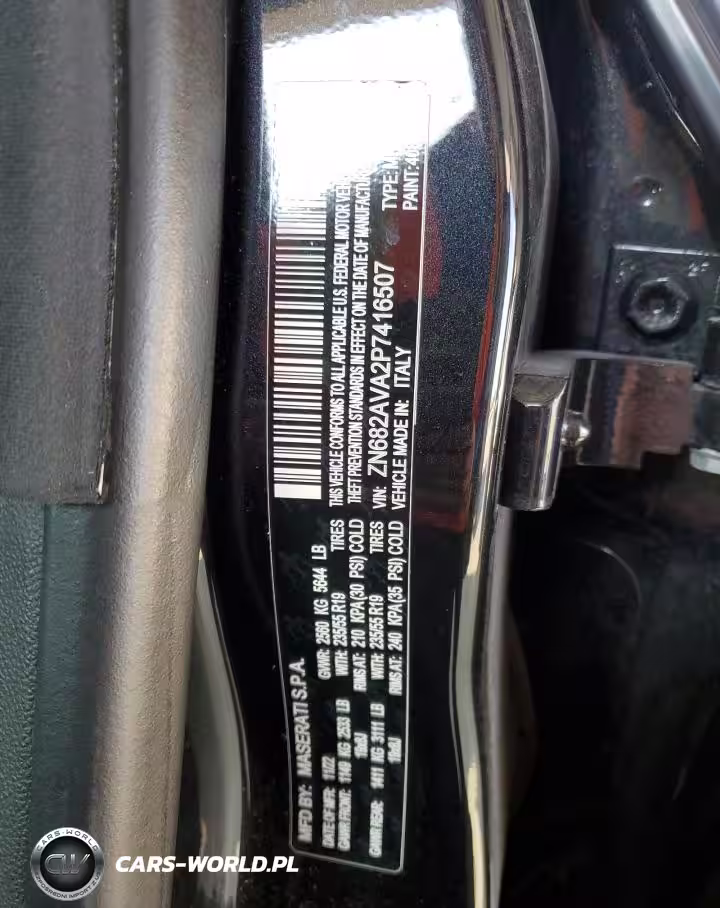 MFD BY: MASERATI S.P.A.
DATE OF MFR: 11/22 GVWR: 2560 KG 5644 LB
GAWR FRONT: 1149 KG 2533 LB WITH: 235/55 R19 TIRES
RIMS AT: 210 KPA(30 PSI) COLD
GAWR REAR: 1411 KG 3111 LB WITH: 235/55 R19 TIRES
RIMS AT: 240 KPA(35 PSI) COLD
THIS VEHICLE CONFORMS TO ALL APPLICABLE U.S. FEDERAL MOTOR
THEFT PREVENTION STANDARDS IN EFFECT ON THE DATE OF
VIN: ZN682AVA2P7416507 TYPE:
VEHICLE MADE IN: ITALY PAINT:
CARS-WORLD
CW
CARS-WORLD.PL